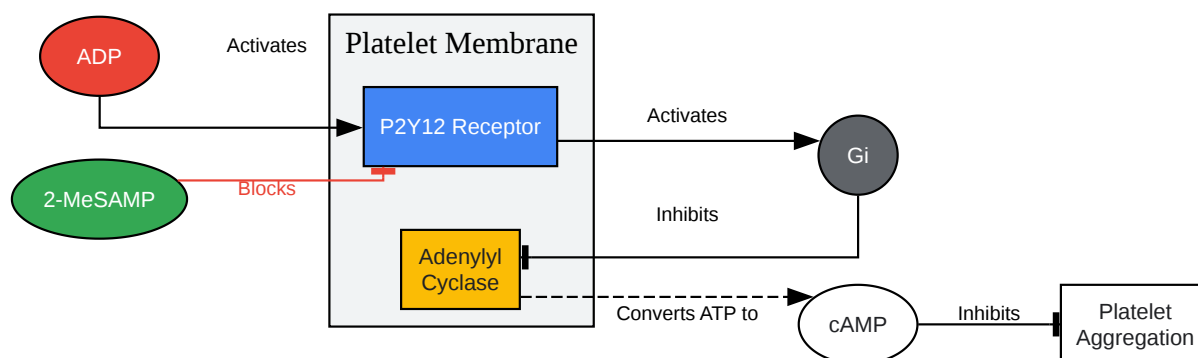 Platelet Membrane
ADP
Activates
P2Y12 Receptor
Activates
Gi
2-MeSAMP
Blocks
Inhibits
Adenylyl
Cyclase
Converts ATP to
cAMP
Inhibits
Platelet
Aggregation